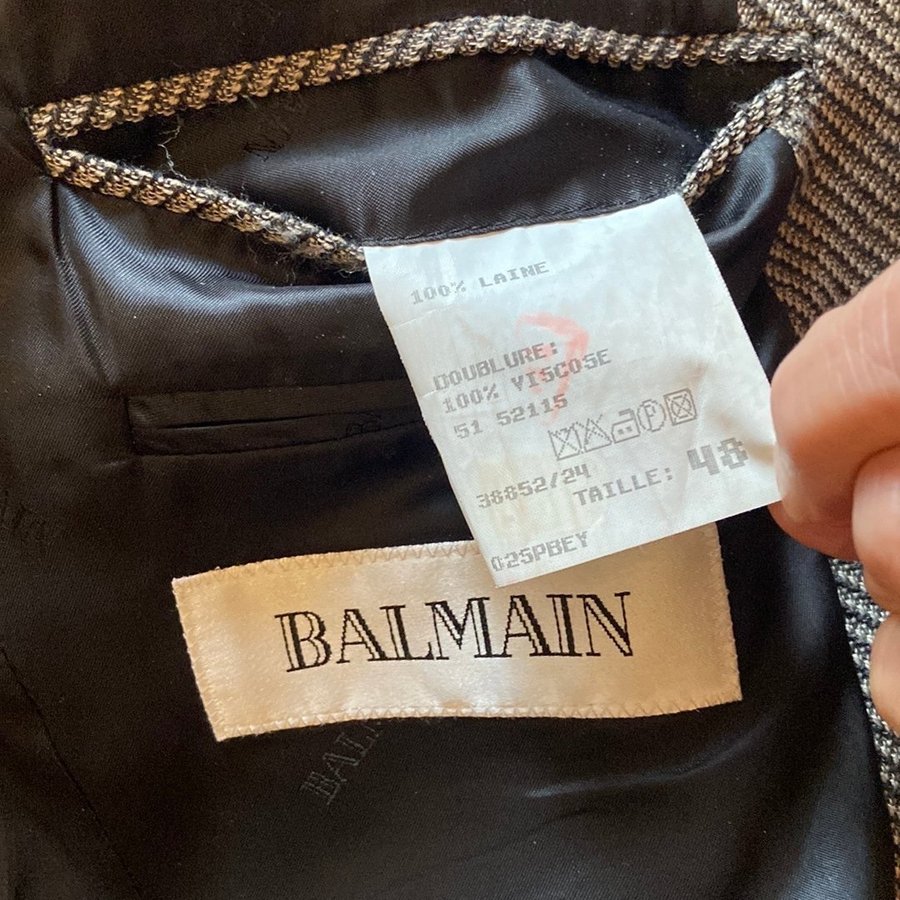 100% LAINE
DOUBLURE:
100% VISCOSE
51 52115
38852/24
TAILLE: 48
025PBEY
BALMAIN